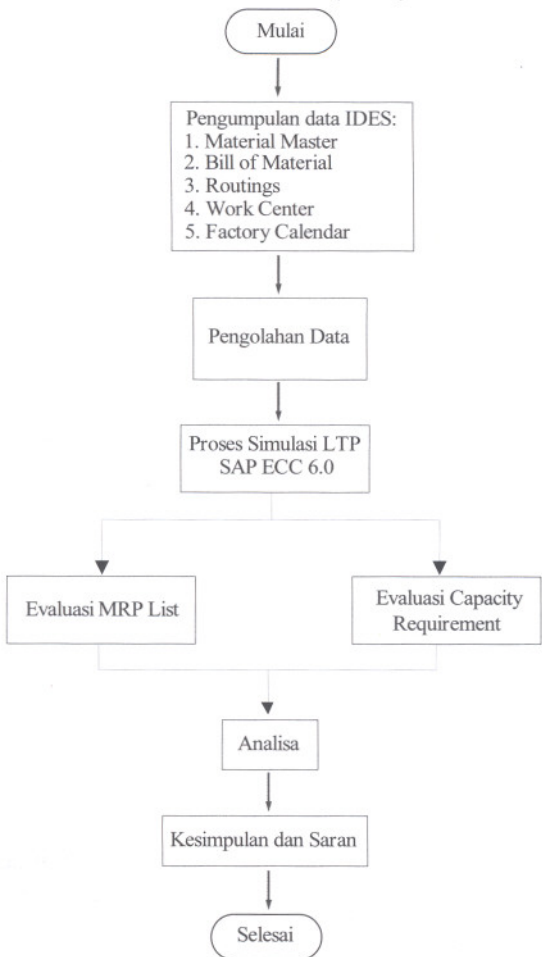 Mulai
Pengumpulan data IDES:
1. Material Master
2. Bill of Material
3. Routings
4. Work Center
5. Factory Calendar
Pengolahan Data
Proses Simulasi LTP
SAP ECC 6.0
Evaluasi MRP List
Evaluasi Capacity
Requirement
Analisa
Kesimpulan dan Saran
Selesai